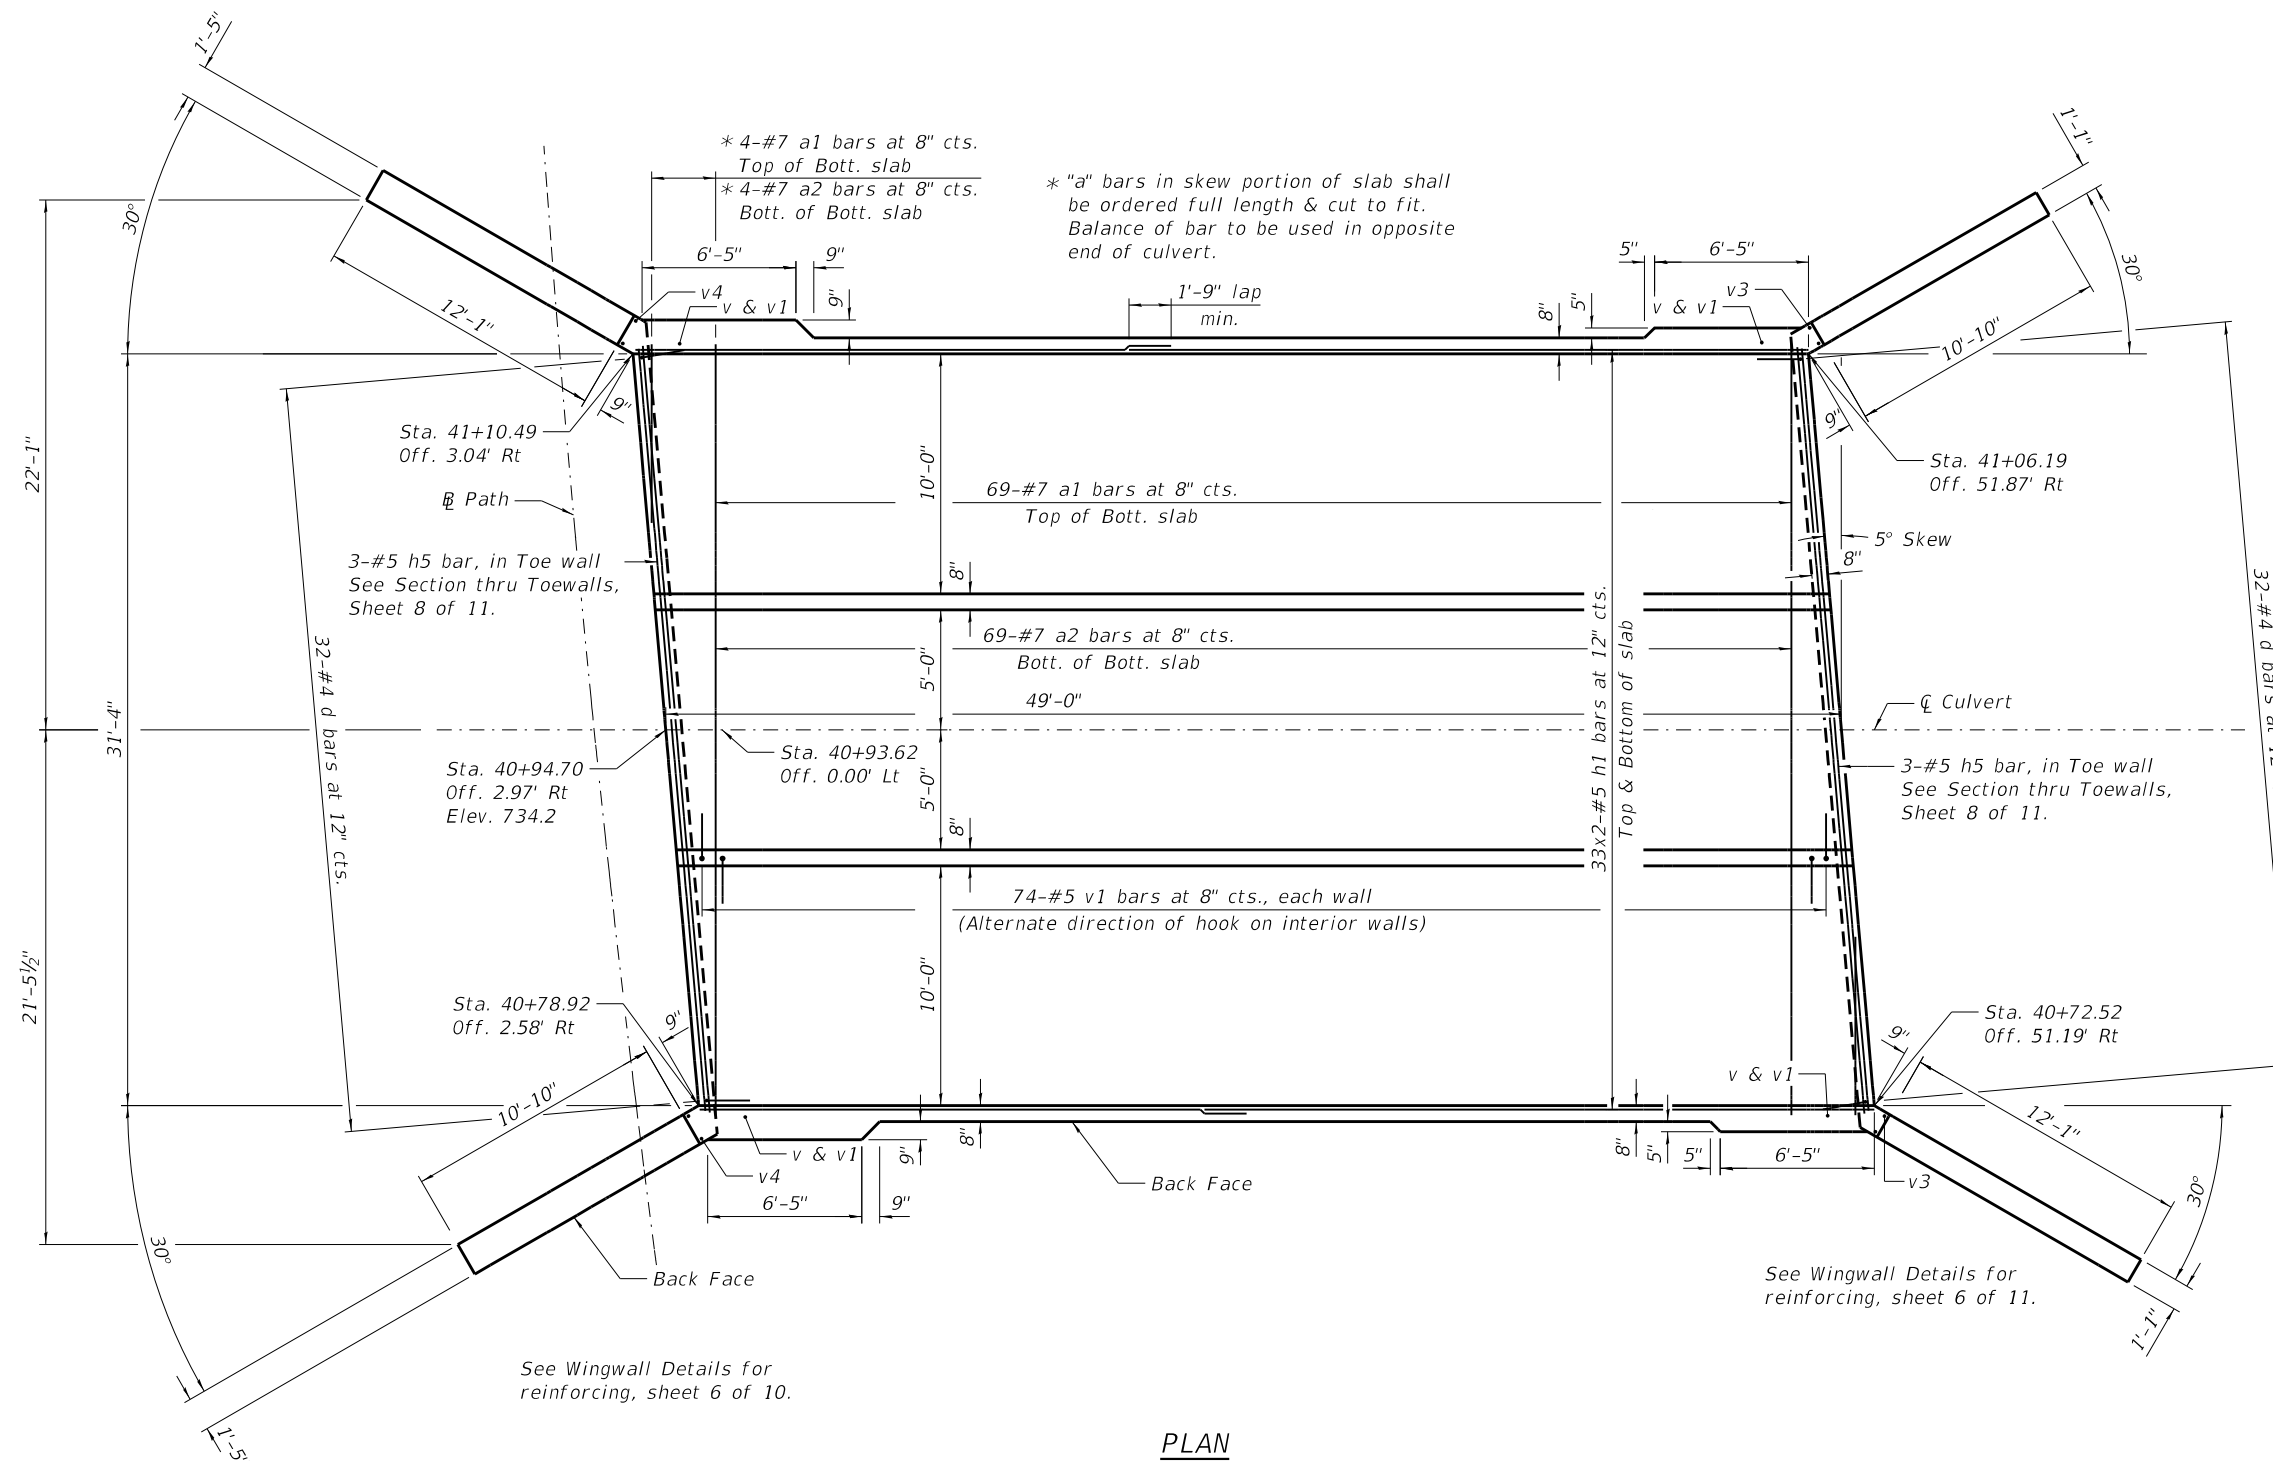 1'-5"
1'-1"
30°
12'-1"
9"
* 4-#7 a1 bars at 8" cts.
Top of Bott. slab
* 4-#7 a2 bars at 8" cts.
Bott. of Bott. slab
* "a" bars in skew portion of slab shall
be ordered full length & cut to fit.
Balance of bar to be used in opposite
end of culvert.
6'-5"
9"
9"
v4
v & v1
1'-9" lap
min.
8"
5"
5"
6'-5"
v3
v & v1
30°
10'-10"
9"
Sta. 41+10.49
Off. 3.04' Rt
Sta. 41+06.19
Off. 51.87' Rt
22'-1"
31'-4"
21'-5½"
℄ Path
10'-0"
69-#7 a1 bars at 8" cts.
Top of Bott. slab
5° Skew
8"
3-#5 h5 bar, in Toe wall
See Section thru Toewalls,
Sheet 8 of 11.
32-#4 d bars at 12" cts.
8"
69-#7 a2 bars at 8" cts.
Bott. of Bott. slab
5'-0"
49'-0"
33x2-#5 h1 bars at 12" cts.
Top & Bottom of slab
32-#4 d bars at 12"
℄ Culvert
Sta. 40+93.62
Off. 0.00' Lt
Sta. 40+94.70
Off. 2.97' Rt
Elev. 734.2
5'-0"
8"
3-#5 h5 bar, in Toe wall
See Section thru Toewalls,
Sheet 8 of 11.
74-#5 v1 bars at 8" cts., each wall
(Alternate direction of hook on interior walls)
10'-0"
Sta. 40+78.92
Off. 2.58' Rt
9"
Sta. 40+72.52
Off. 51.19' Rt
9"
v & v1
10'-10"
12'-1"
v & v1
v4
9"
8"
8"
5"
5"
6'-5"
v3
6'-5"
9"
Back Face
30°
30°
Back Face
See Wingwall Details for
reinforcing, sheet 6 of 11.
1'-1"
See Wingwall Details for
reinforcing, sheet 6 of 10.
1'-5"
PLAN